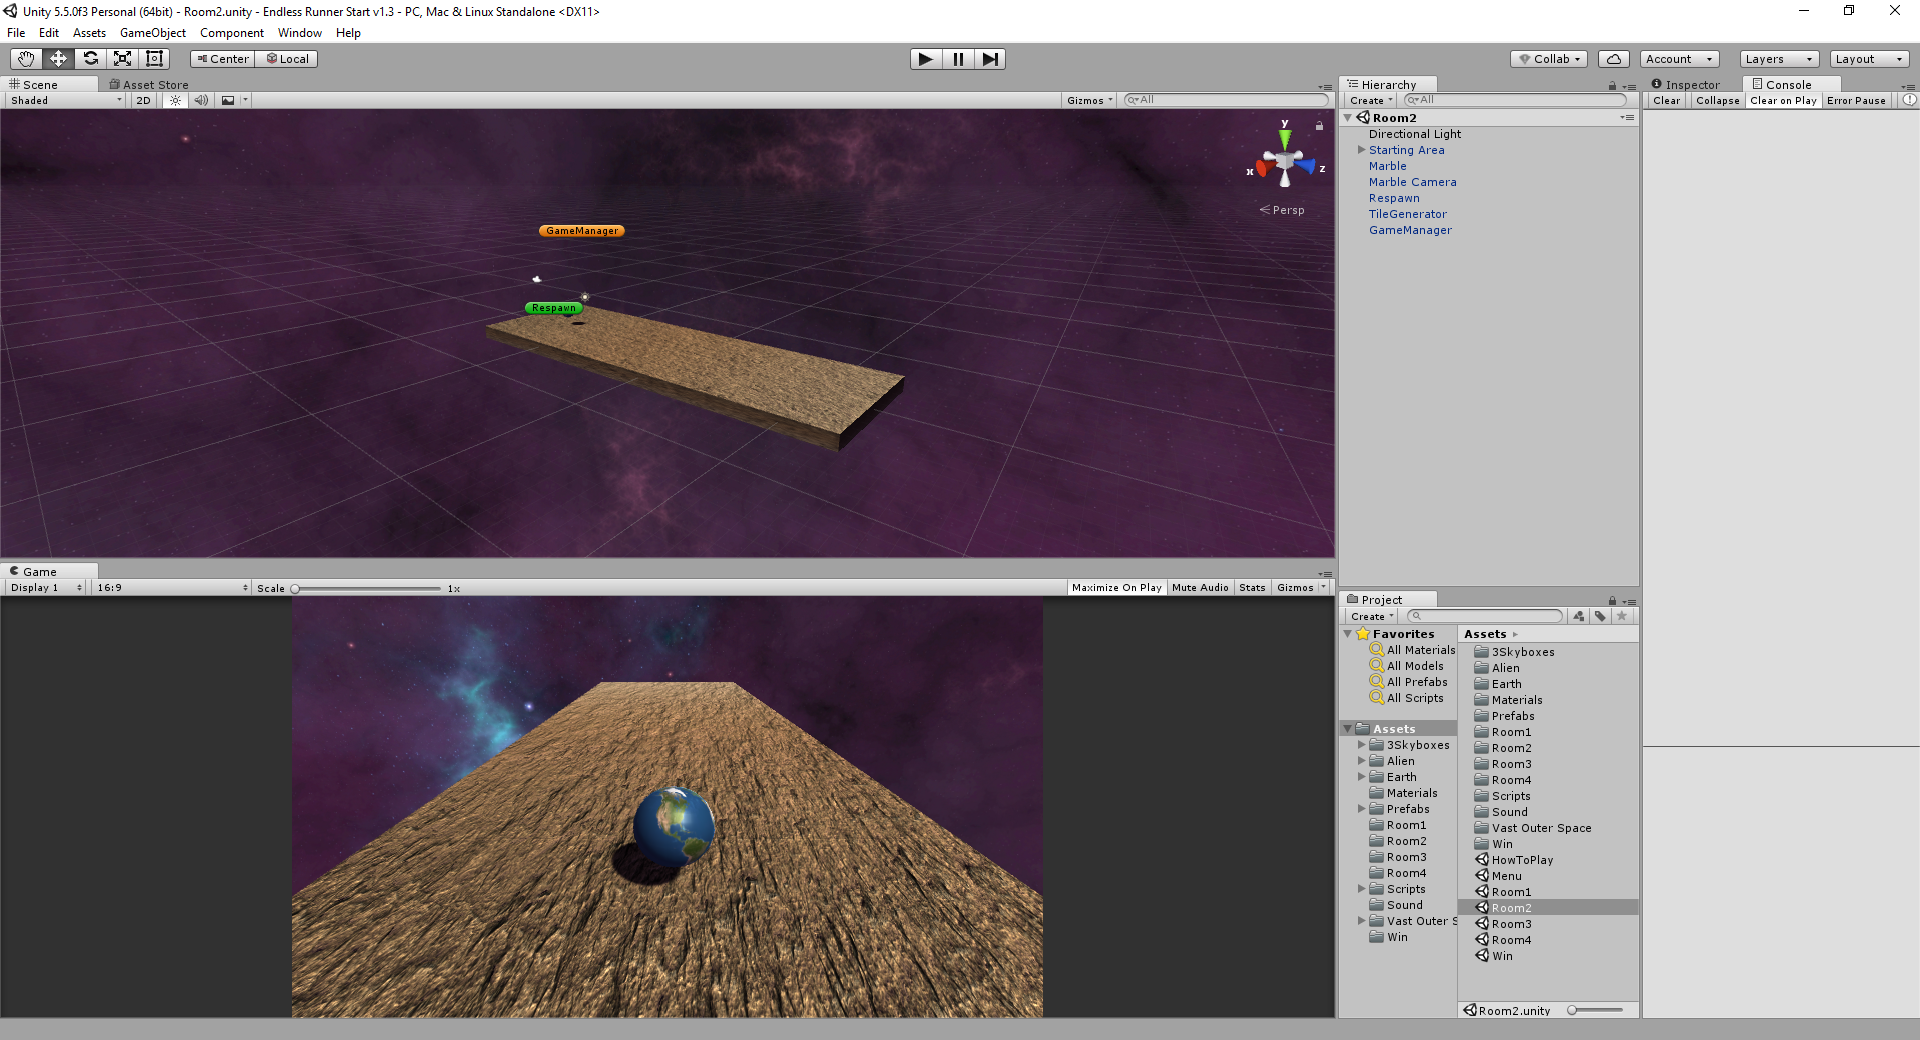 Unity 5.5.0f3 Personal (64bit) - Room2.unity - Endless Runner Start v1.3 - PC, Mac & Linux Standalone <DX11>
File Edit Assets GameObject Component Window Help
Center Local Collab Account Layers Layout
Scene Asset Store
Shaded 2D Gizmos All
y
x
z
Persp
GameManager
Respawn
Game
Display 1 16:9 Scale 1x Maximize On Play Mute Audio Stats Gizmos
Hierarchy
Create All
Room2
Directional Light
Starting Area
Marble
Marble Camera
Respawn
TileGenerator
GameManager
Project
Create
Favorites
All Materials
All Models
All Prefabs
All Scripts
Assets
3Skyboxes
Alien
Earth
Materials
Prefabs
Room1
Room2
Room3
Room4
Scripts
Sound
Vast Outer S
Win
Assets
3Skyboxes
Alien
Earth
Materials
Prefabs
Room1
Room2
Room3
Room4
Scripts
Sound
Vast Outer Space
Win
HowToPlay
Menu
Room1
Room2
Room3
Room4
Win
Room2.unity
Inspector Console
Clear Collapse Clear on Play Error Pause